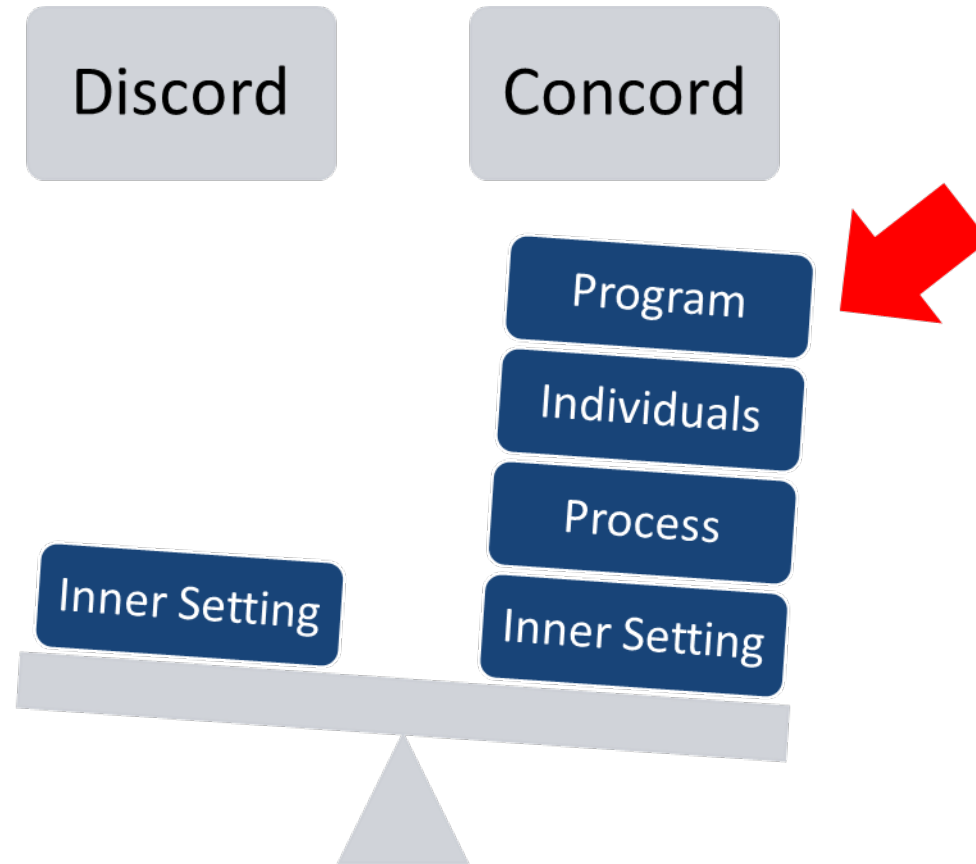 Discord
Concord
Program
Individuals
Process
Inner Setting
Inner Setting